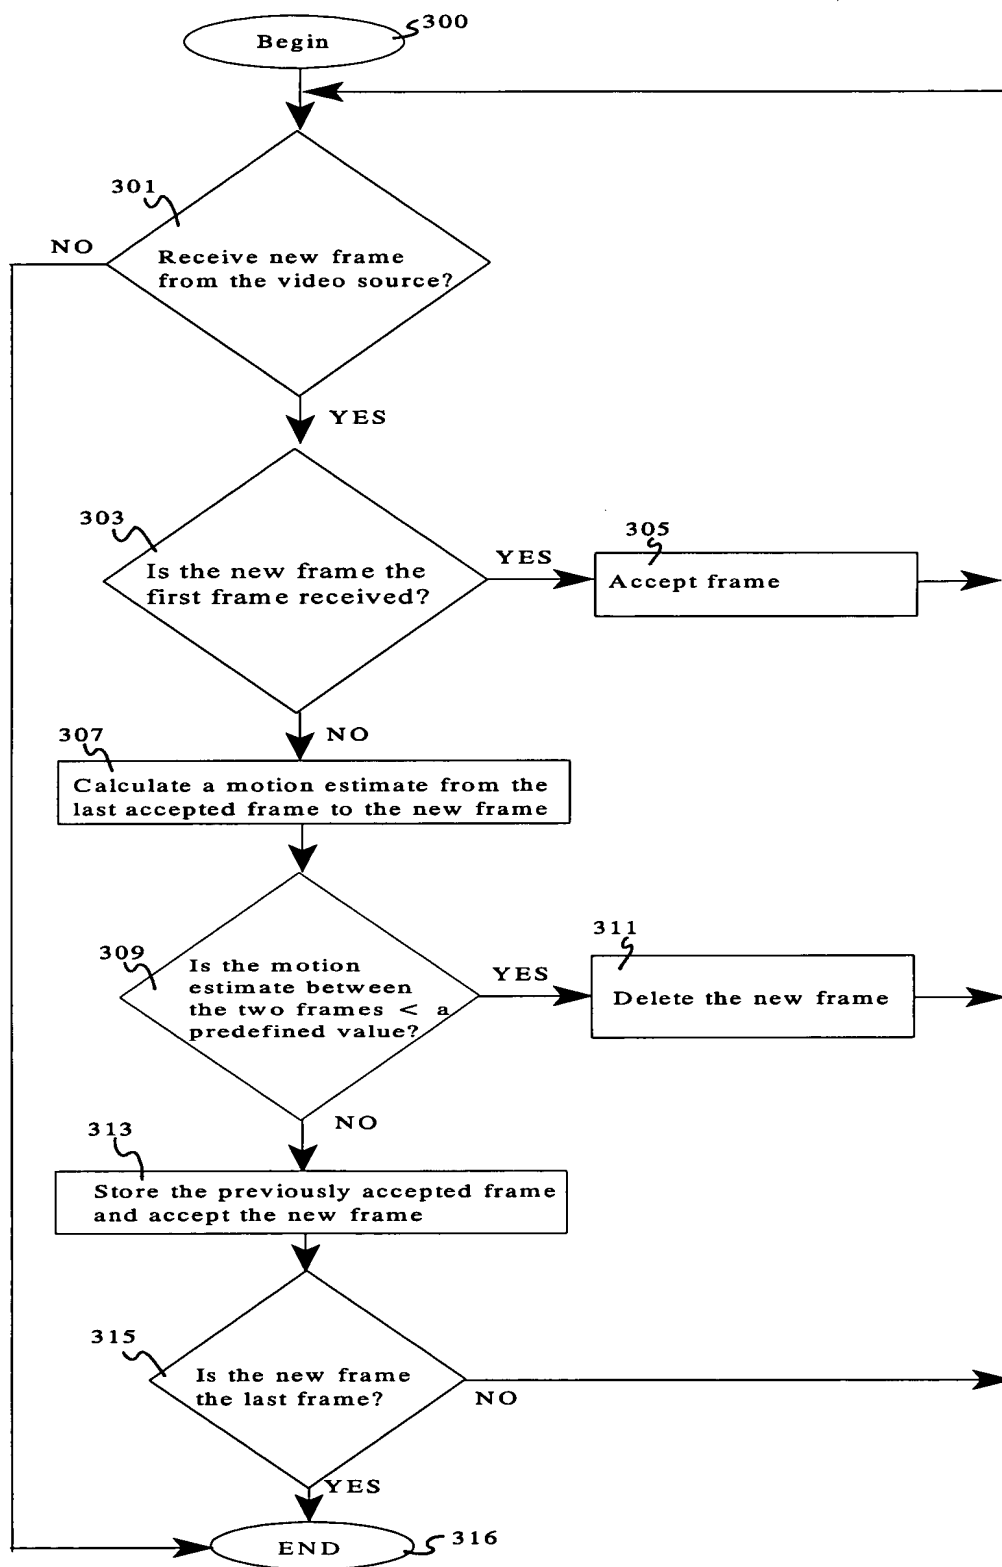 300
Begin
301
NO
Receive new frame
from the video source?
YES
303
Is the new frame the
first frame received?
YES
305
Accept frame
NO
307
Calculate a motion estimate from the
last accepted frame to the new frame
309
Is the motion
estimate between
the two frames < a
predefined value?
YES
311
Delete the new frame
NO
313
Store the previously accepted frame
and accept the new frame
315
Is the new frame
the last frame?
NO
YES
END
316